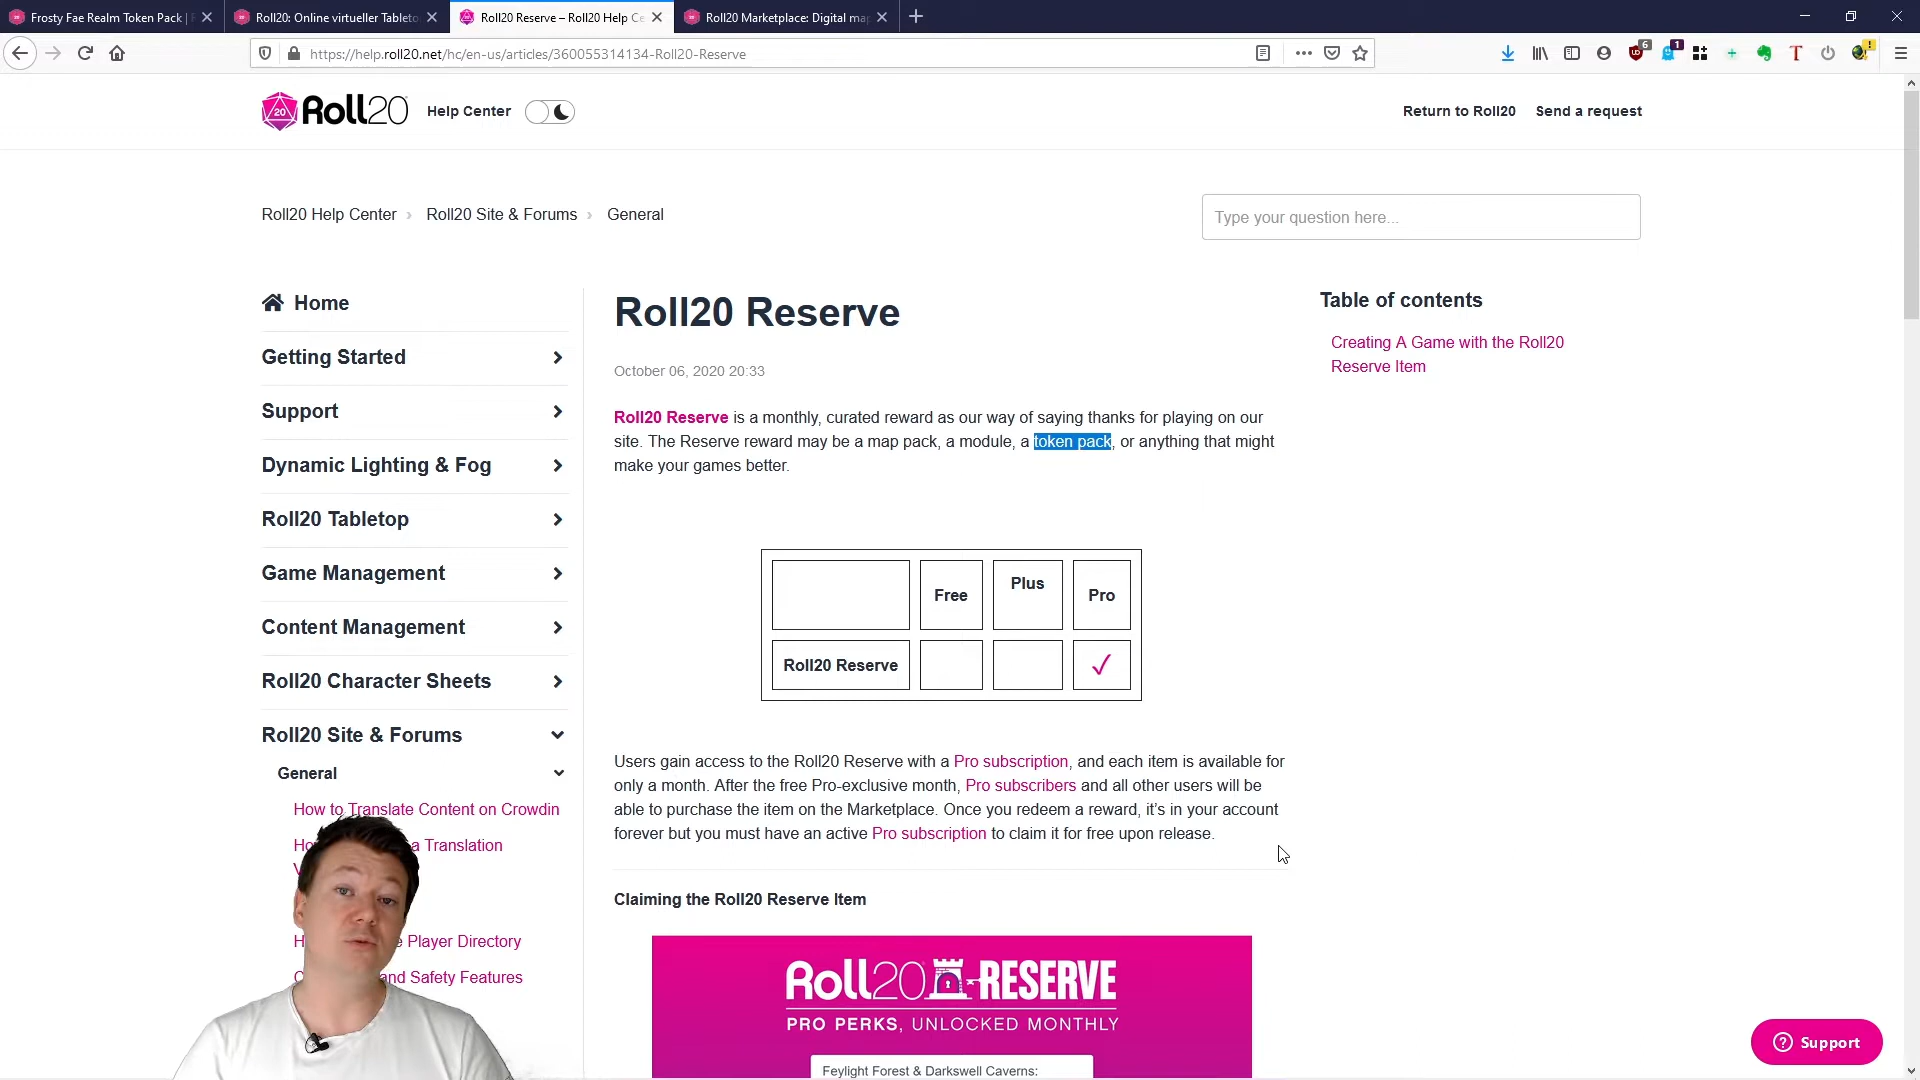 Frosty Fae Realm Token Pack |
Roll20: Online virtueller Tableto
Roll20 Reserve – Roll20 Help Ce
Roll20 Marketplace: Digital map
https://help.roll20.net/hc/en-us/articles/360055314134-Roll20-Reserve
6
1
20
Roll20
Help Center
Return to Roll20
Send a request
Roll20 Help Center › Roll20 Site & Forums › General
Type your question here...
Home
Getting Started
Support
Dynamic Lighting & Fog
Roll20 Tabletop
Game Management
Content Management
Roll20 Character Sheets
Roll20 Site & Forums
General
How to Translate Content on Crowdin
a Translation
Player Directory
and Safety Features
Roll20 Reserve
October 06, 2020 20:33
Roll20 Reserve is a monthly, curated reward as our way of saying thanks for playing on our
site. The Reserve reward may be a map pack, a module, a token pack, or anything that might
make your games better.
Free
Plus
Pro
Roll20 Reserve
✓
Users gain access to the Roll20 Reserve with a Pro subscription, and each item is available for
only a month. After the free Pro-exclusive month, Pro subscribers and all other users will be
able to purchase the item on the Marketplace. Once you redeem a reward, it's in your account
forever but you must have an active Pro subscription to claim it for free upon release.
Claiming the Roll20 Reserve Item
Roll20 RESERVE
PRO PERKS, UNLOCKED MONTHLY
Feylight Forest & Darkswell Caverns:
Table of contents
Creating A Game with the Roll20
Reserve Item
Support